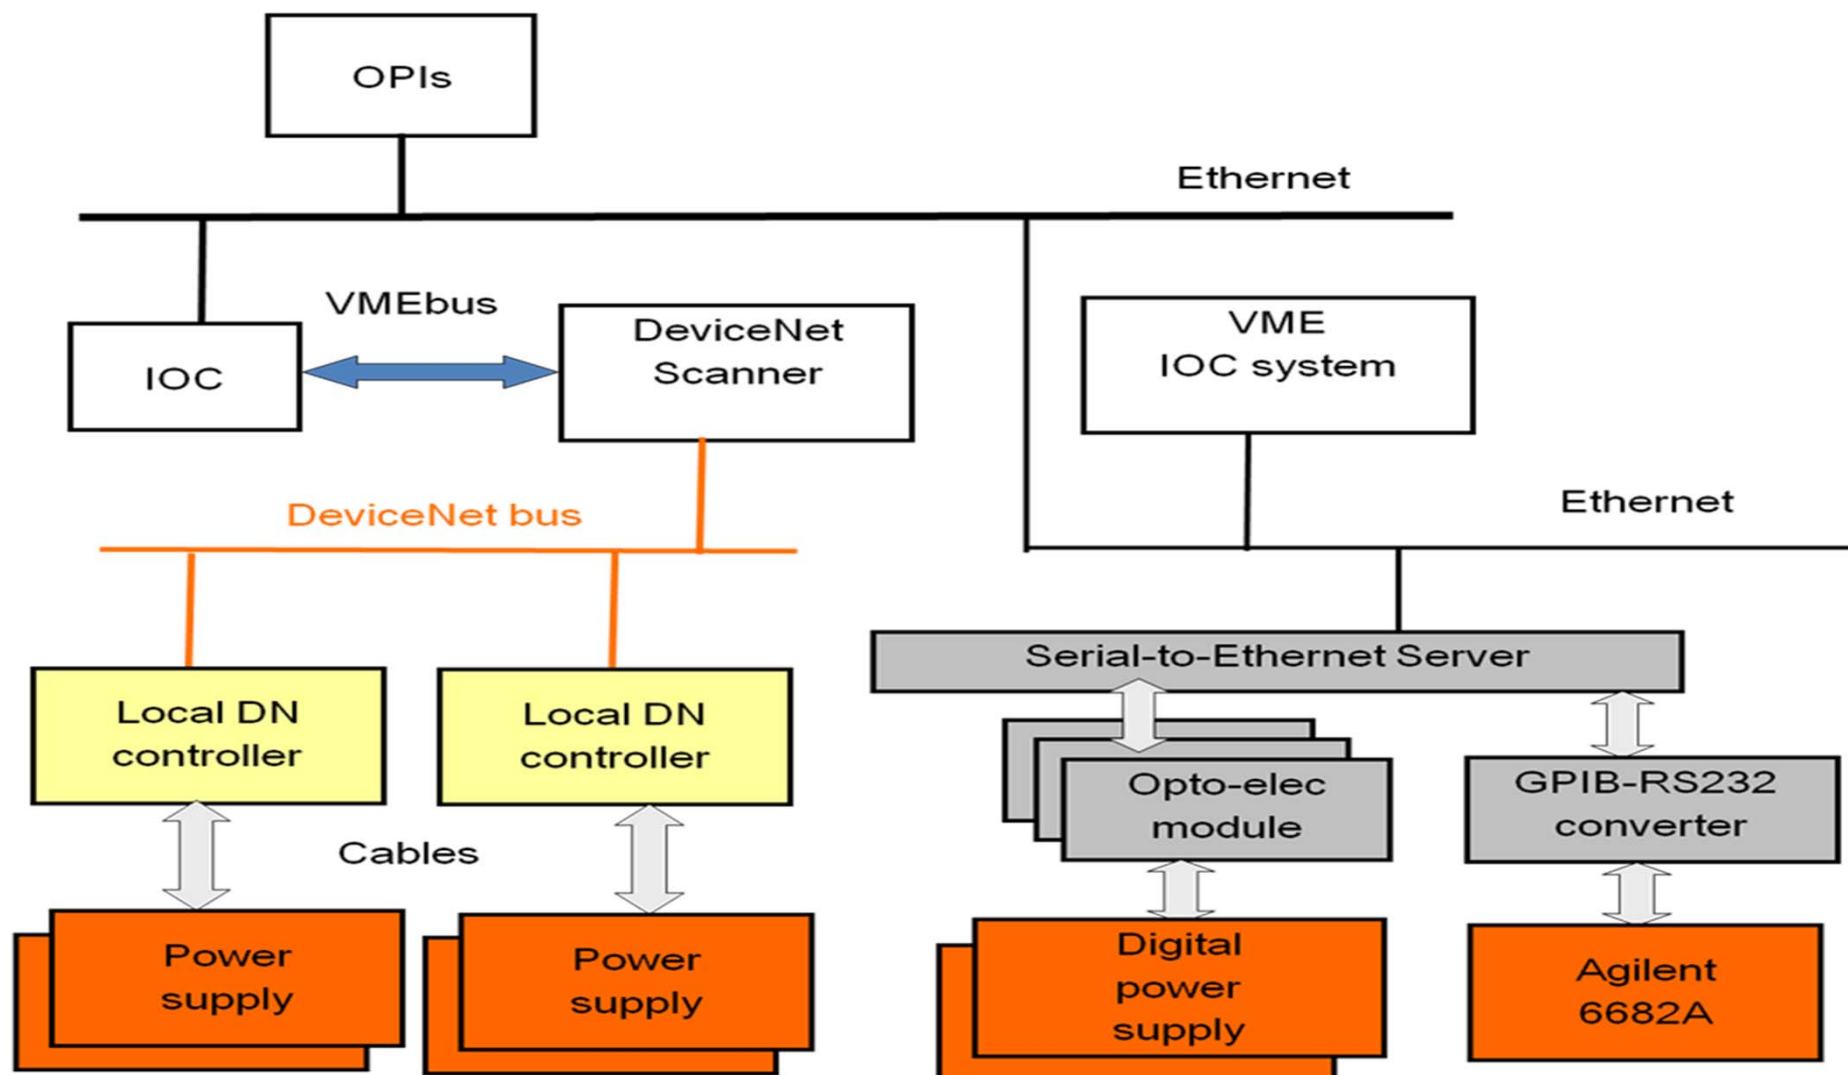 OPIs
Ethernet
VMEbus
IOC
DeviceNet
Scanner
VME
IOC system
DeviceNet bus
Ethernet
Serial-to-Ethernet Server
Local DN
controller
Local DN
controller
Opto-elec
module
GPIB-RS232
converter
Cables
Power
supply
Power
supply
Digital
power
supply
Agilent
6682A